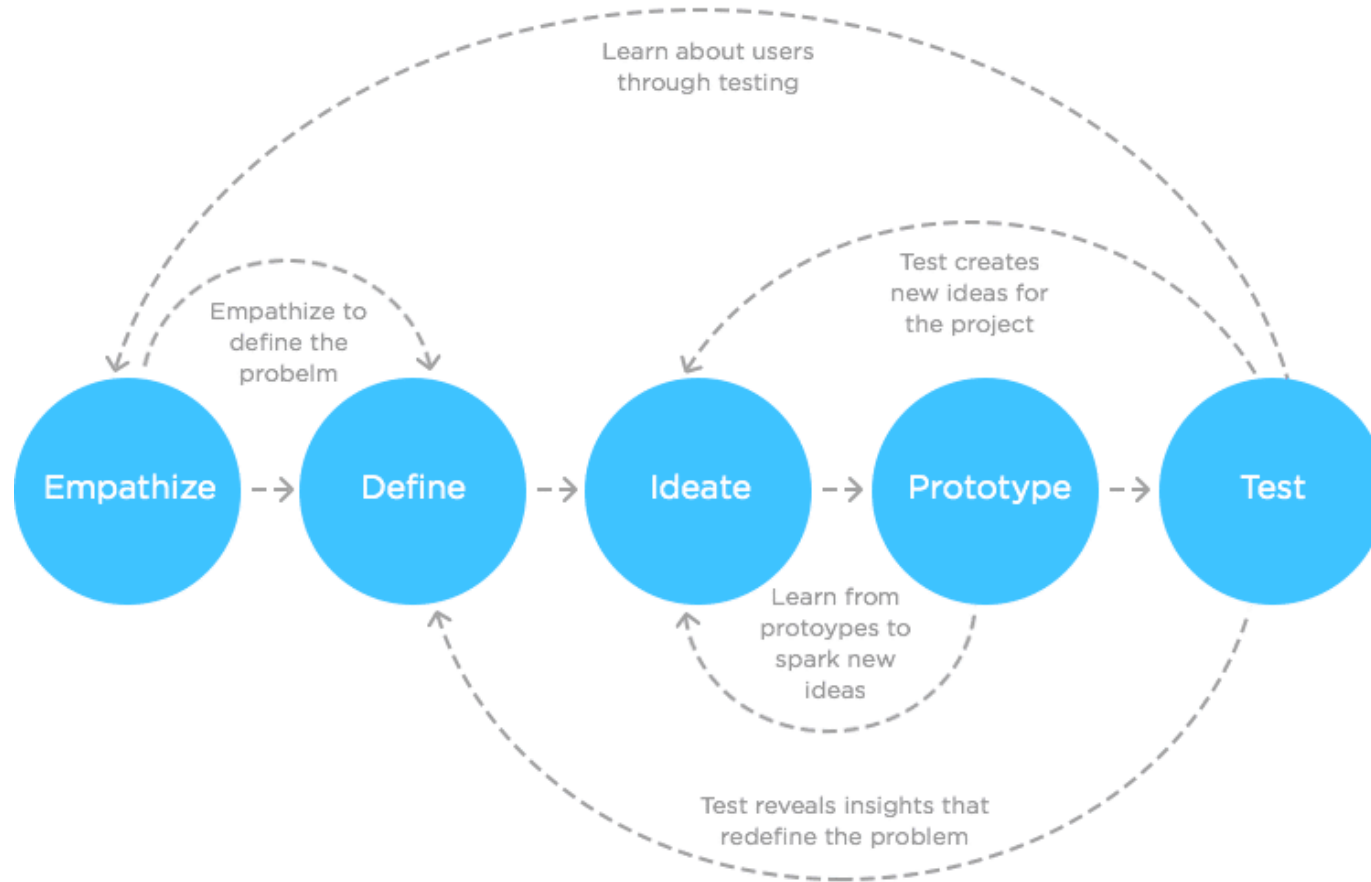 Learn about users
through testing
Test creates
new ideas for
the project
Empathize to
define the
probelm
Empathize
Define
Ideate
Prototype
Test
Learn from
protoypes to
spark new
ideas
Test reveals insights that
redefine the problem